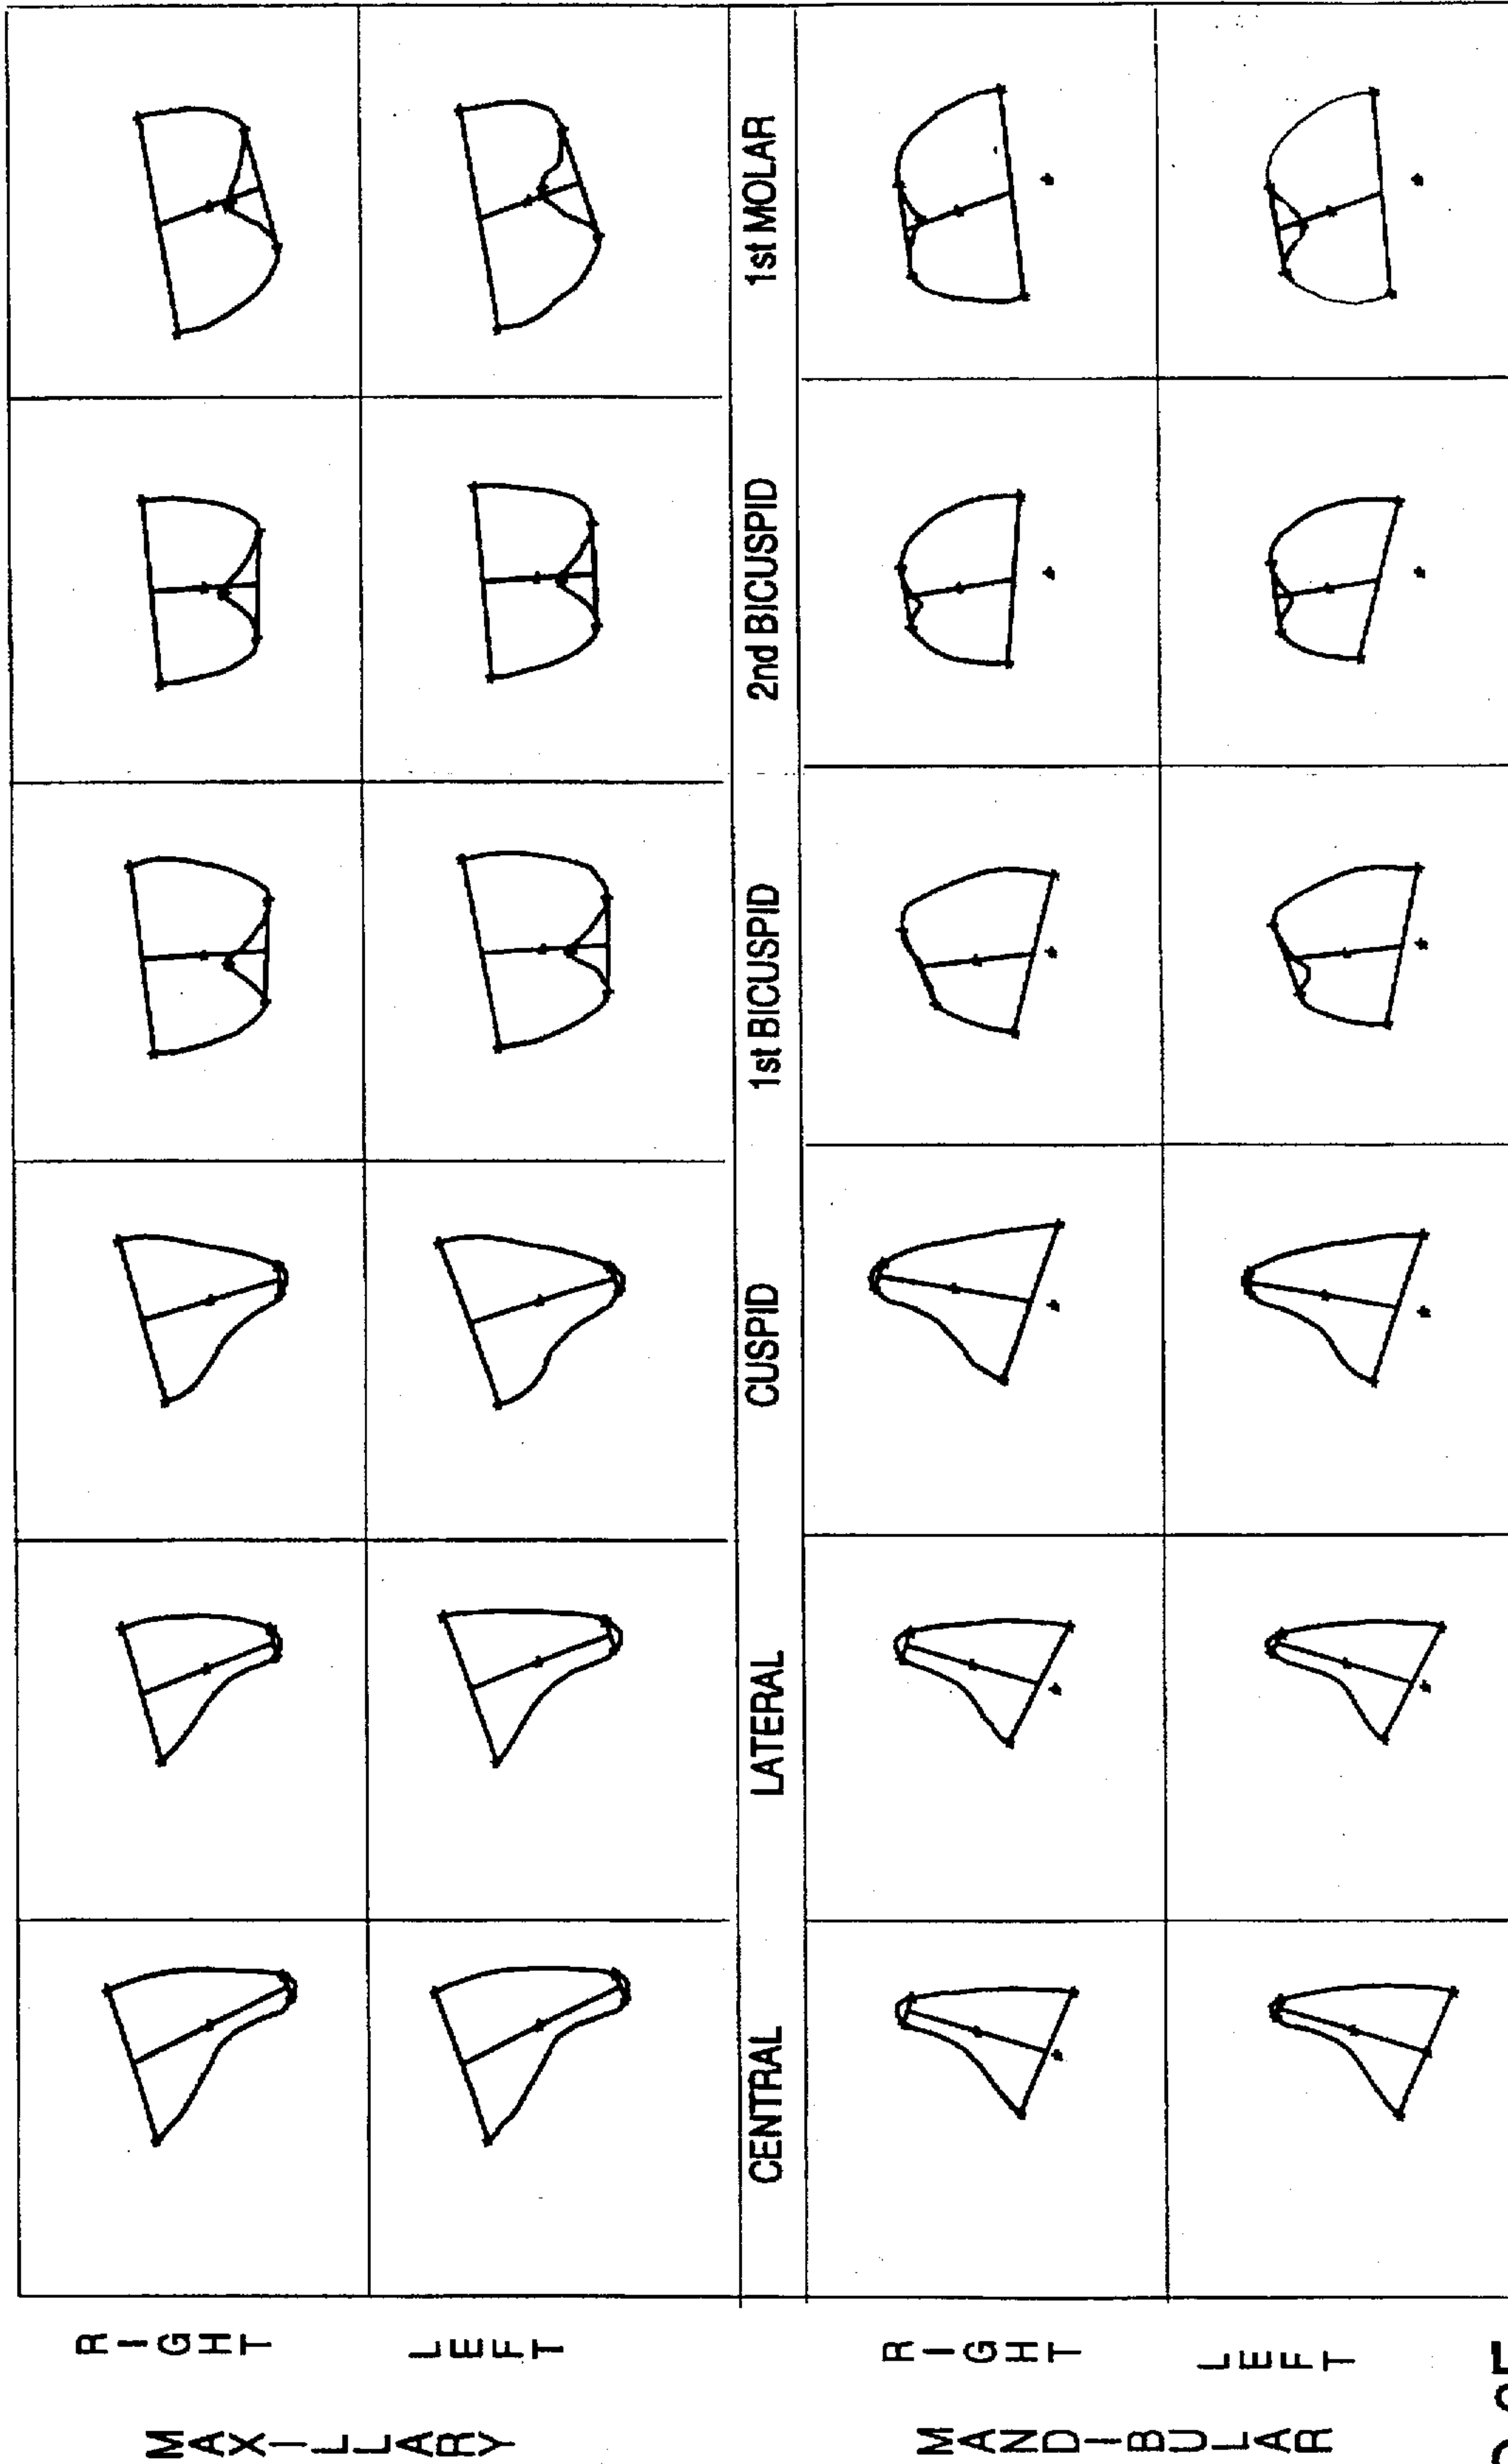 MAXILLARY
RIGHT
LEFT
CENTRAL LATERAL CUSPID 1st BICUSPID 2nd BICUSPID 1st MOLAR
MANDIBULAR
RIGHT
LEFT